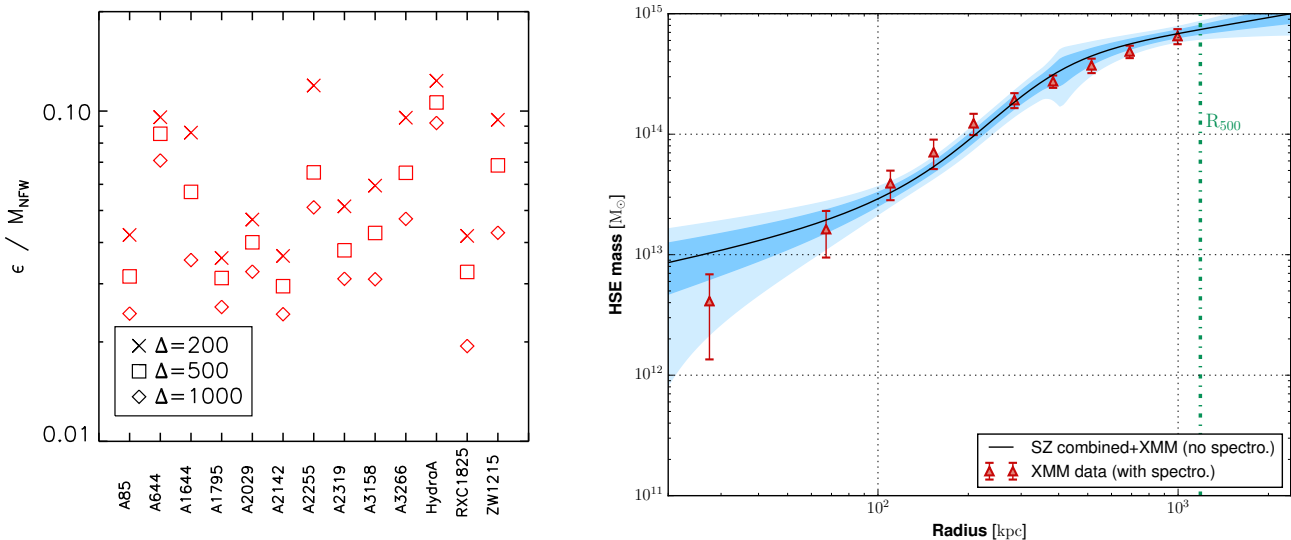 0.10
0.01
ϵ / M_NFW
× Δ=200
□ Δ=500
◇ Δ=1000
A85
A644
A1644
A1795
A2029
A2142
A2255
A2319
A3158
A3266
HydraA
RXC1825
ZW1215
10^15
10^14
10^13
10^12
10^11
HSE mass [M_⊙]
R_500
SZ combined+XMM (no spectro.)
XMM data (with spectro.)
10^2
10^3
Radius [kpc]